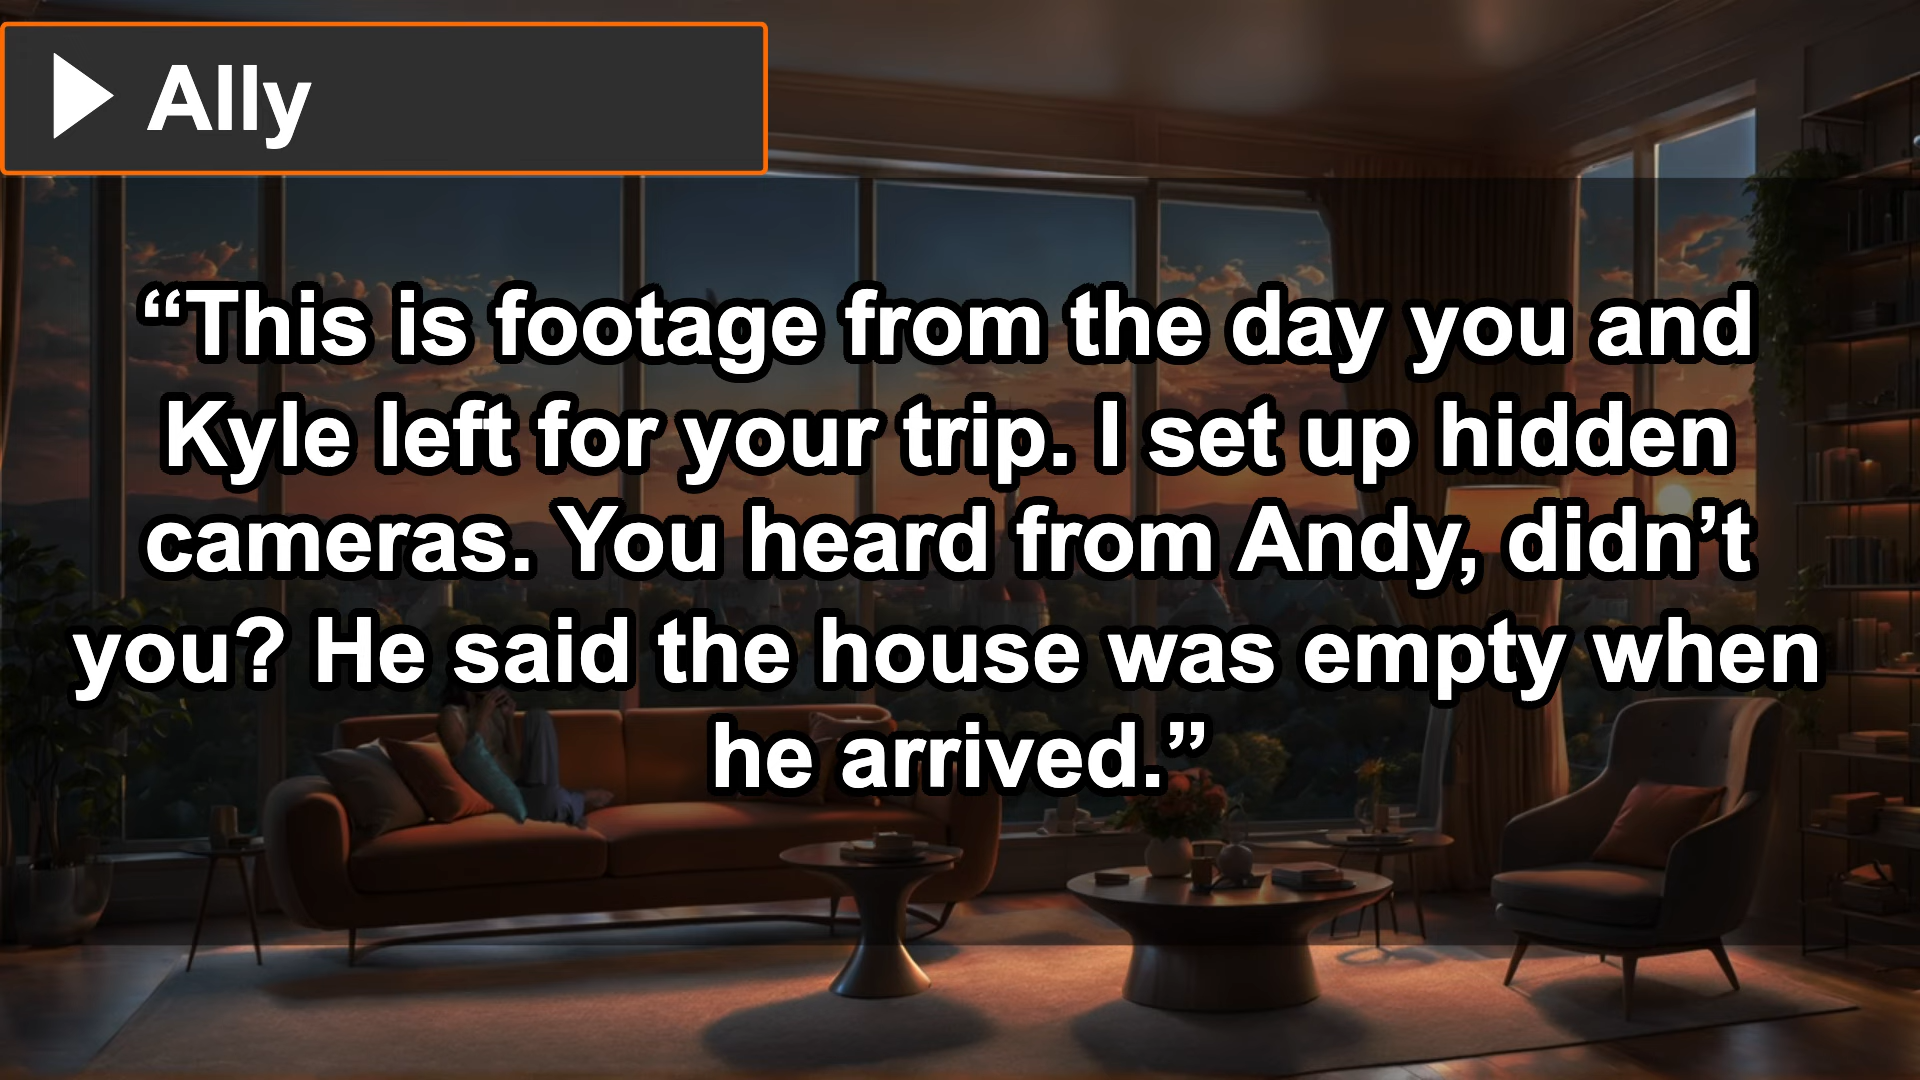 Ally
“This is footage from the day you and
Kyle left for your trip. I set up hidden
cameras. You heard from Andy, didn’t
you? He said the house was empty when
he arrived.”